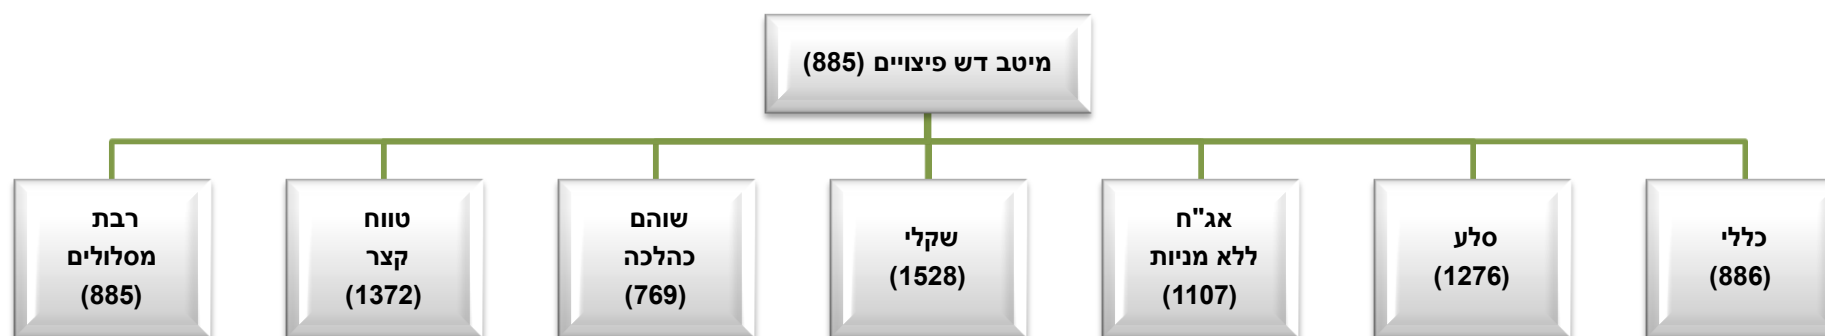 מיטב דש פיצויים (885)
כללי
(886)
סלע
(1276)
אג"ח
ללא מניות
(1107)
שקלי
(1528)
שוהם
כהלכה
(769)
טווח
קצר
(1372)
רבת
מסלולים
(885)